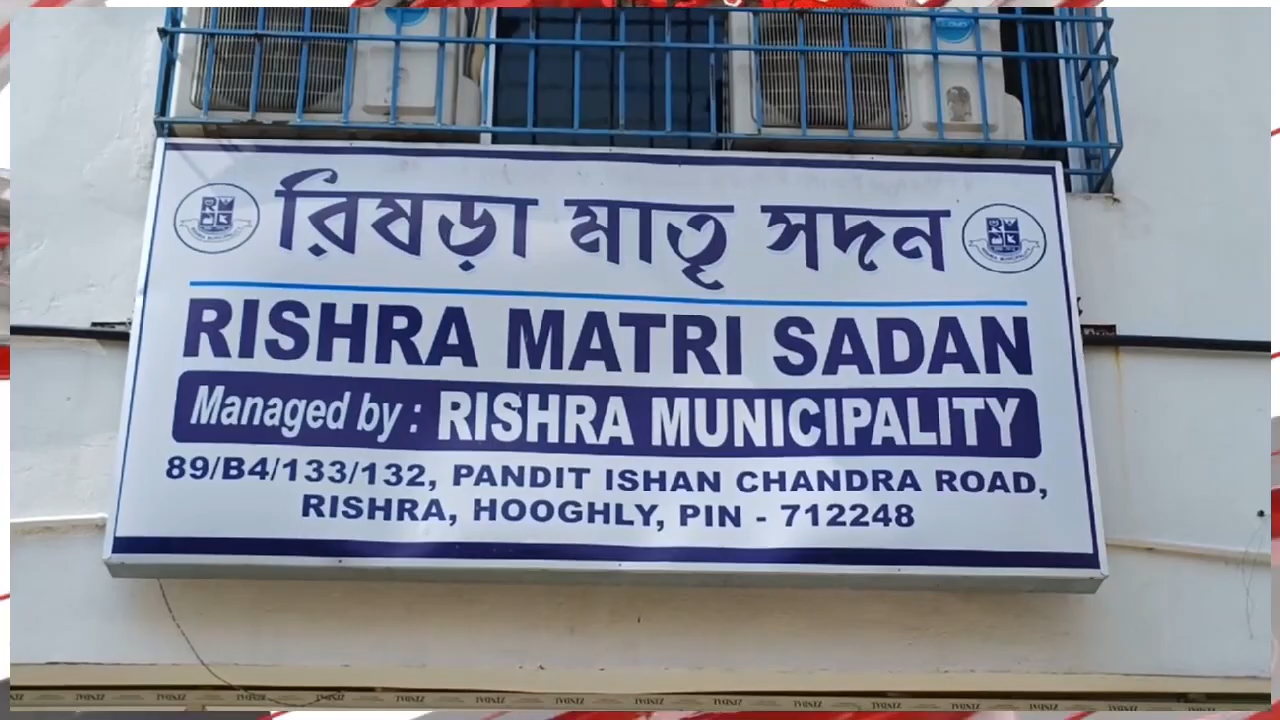 রিষড়া মাতৃ সদন
RISHRA MATRI SADAN
Managed by : RISHRA MUNICIPALITY
89/B4/133/132, PANDIT ISHAN CHANDRA ROAD,
RISHRA, HOOGHLY, PIN - 712248